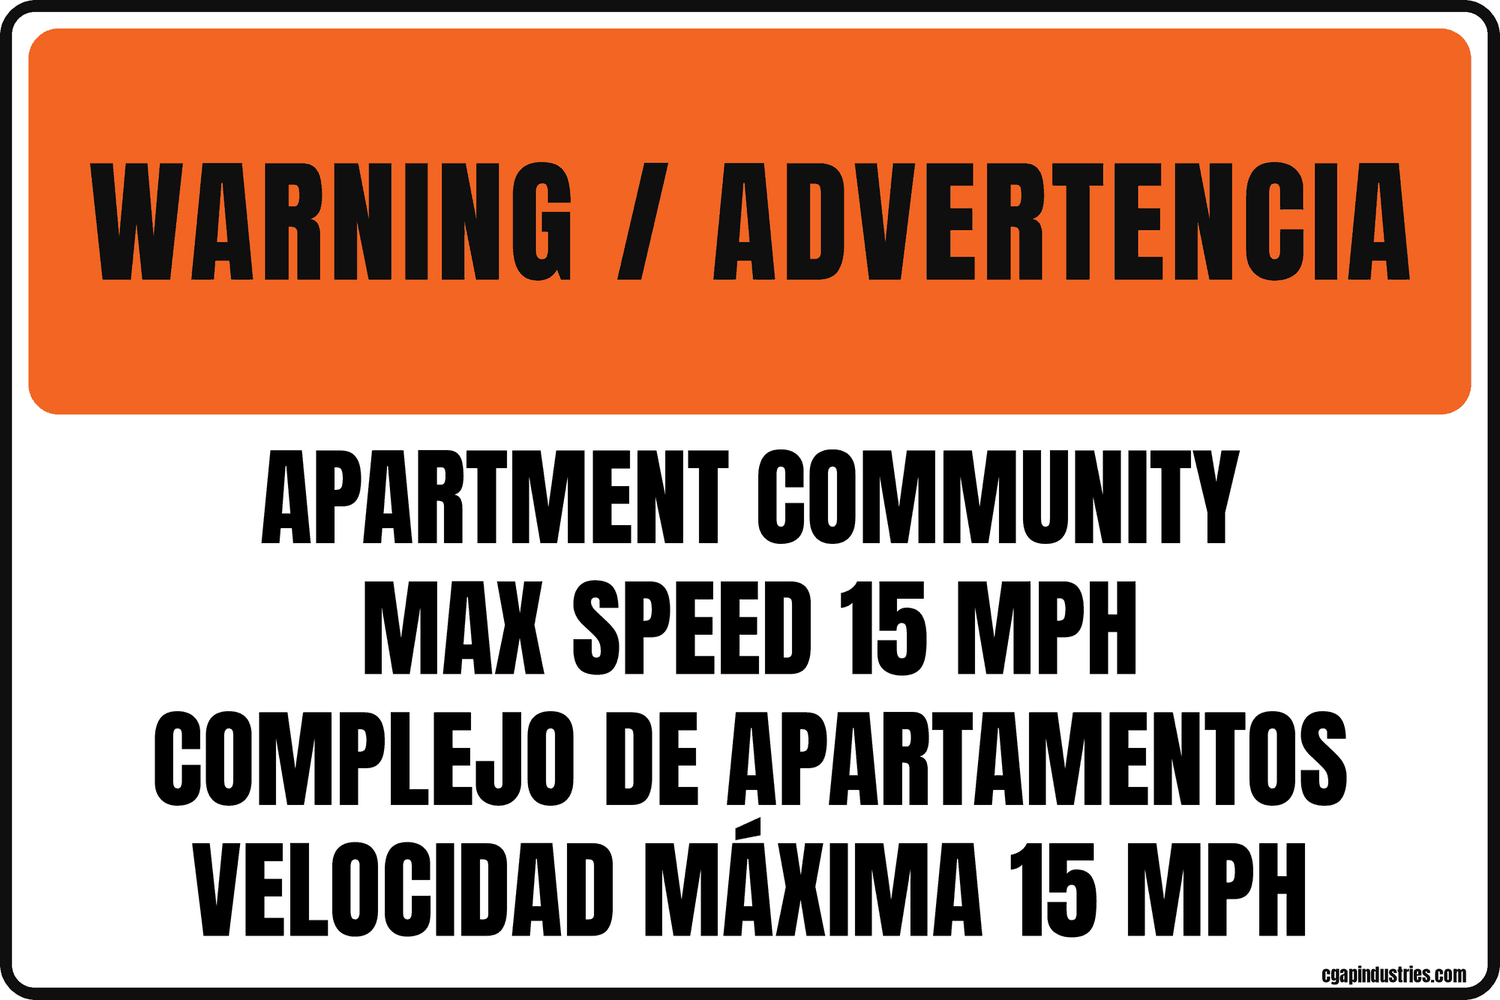 WARNING / ADVERTENCIA
APARTMENT COMMUNITY
MAX SPEED 15 MPH
COMPLEJO DE APARTAMENTOS
VELOCIDAD MÁXIMA 15 MPH
cgapindustries.com